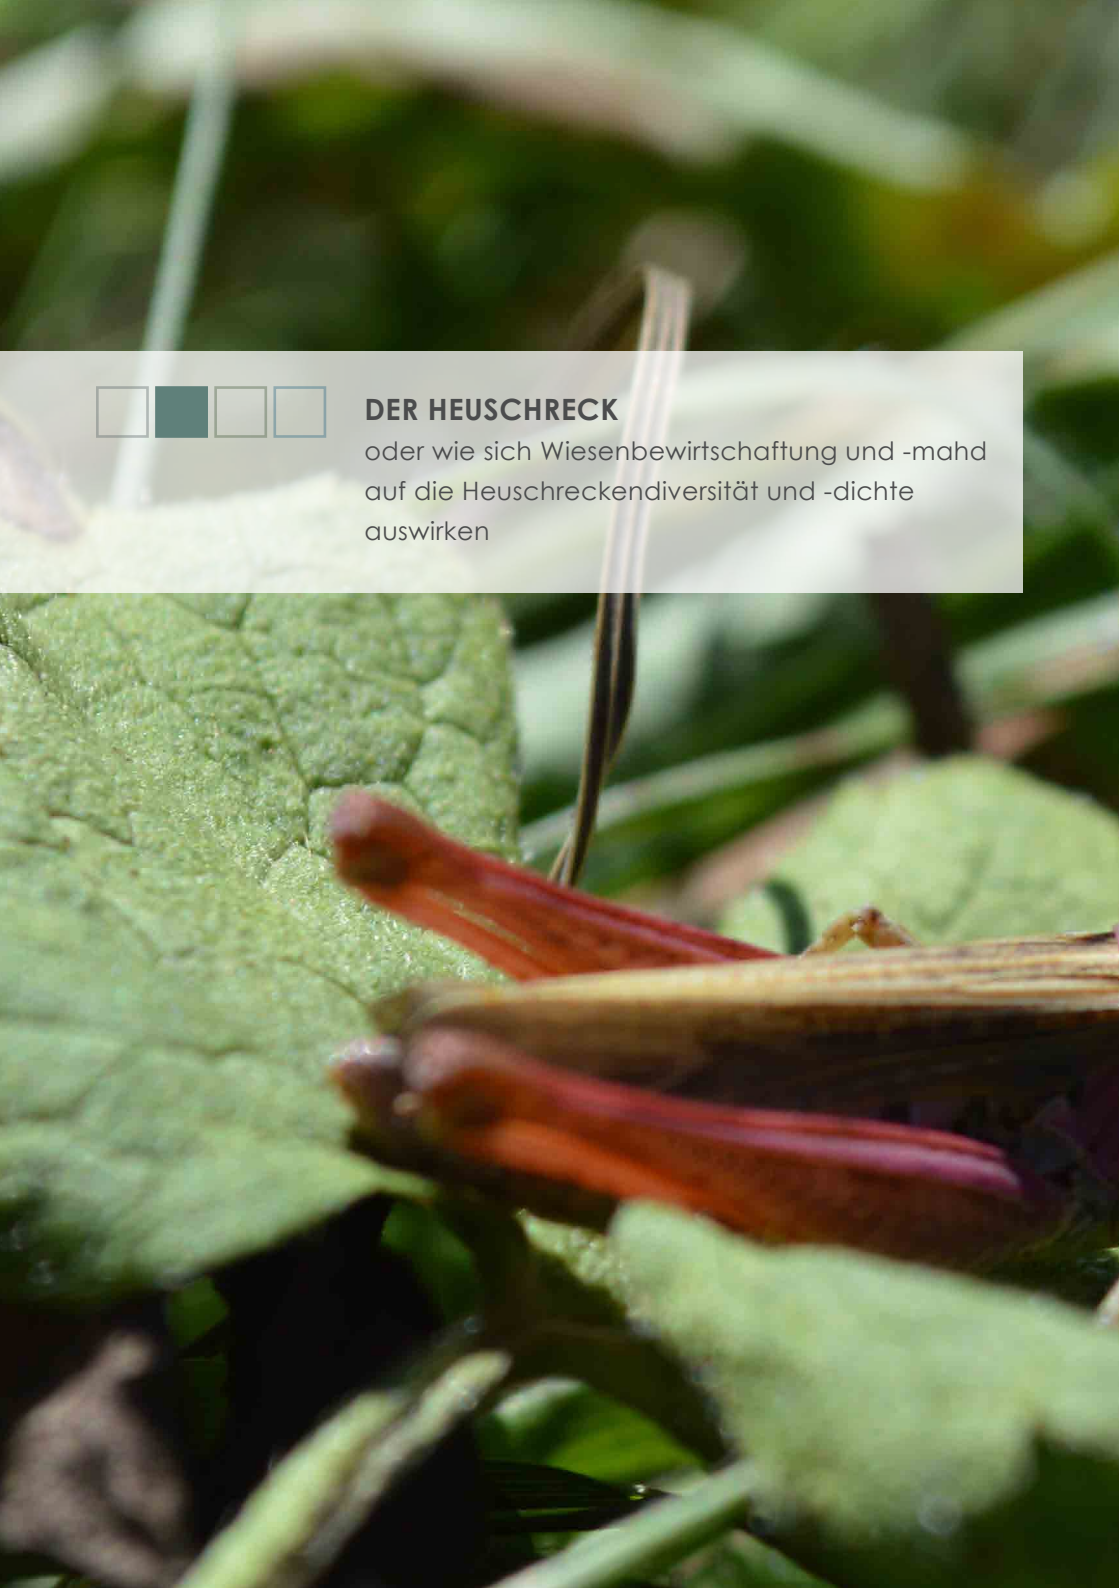 DER HEUSCHRECK
oder wie sich Wiesenbewirtschaftung und -mahd
auf die Heuschreckendiversität und -dichte
auswirken